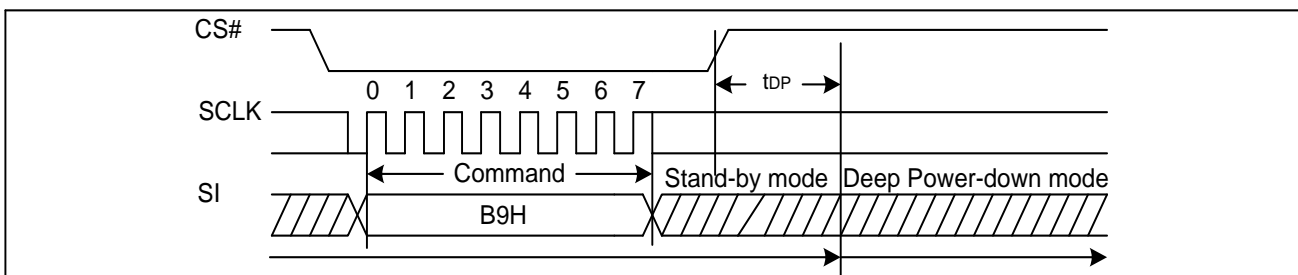 CS#
tDP
0 1 2 3 4 5 6 7
SCLK
Command
Stand-by mode Deep Power-down mode
SI
B9H